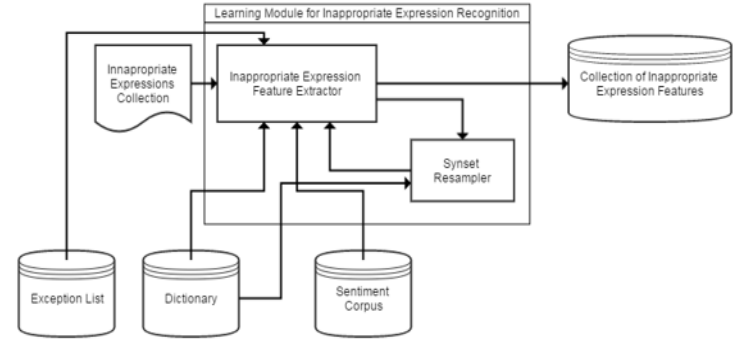 Learning Module for Inappropriate Expression Recognition
Innapropriate
Expressions
Collection
Inappropriate Expression
Feature Extractor
Collection of Inappropriate
Expression Features
Synset
Resampler
Exception List
Dictionary
Sentiment
Corpus